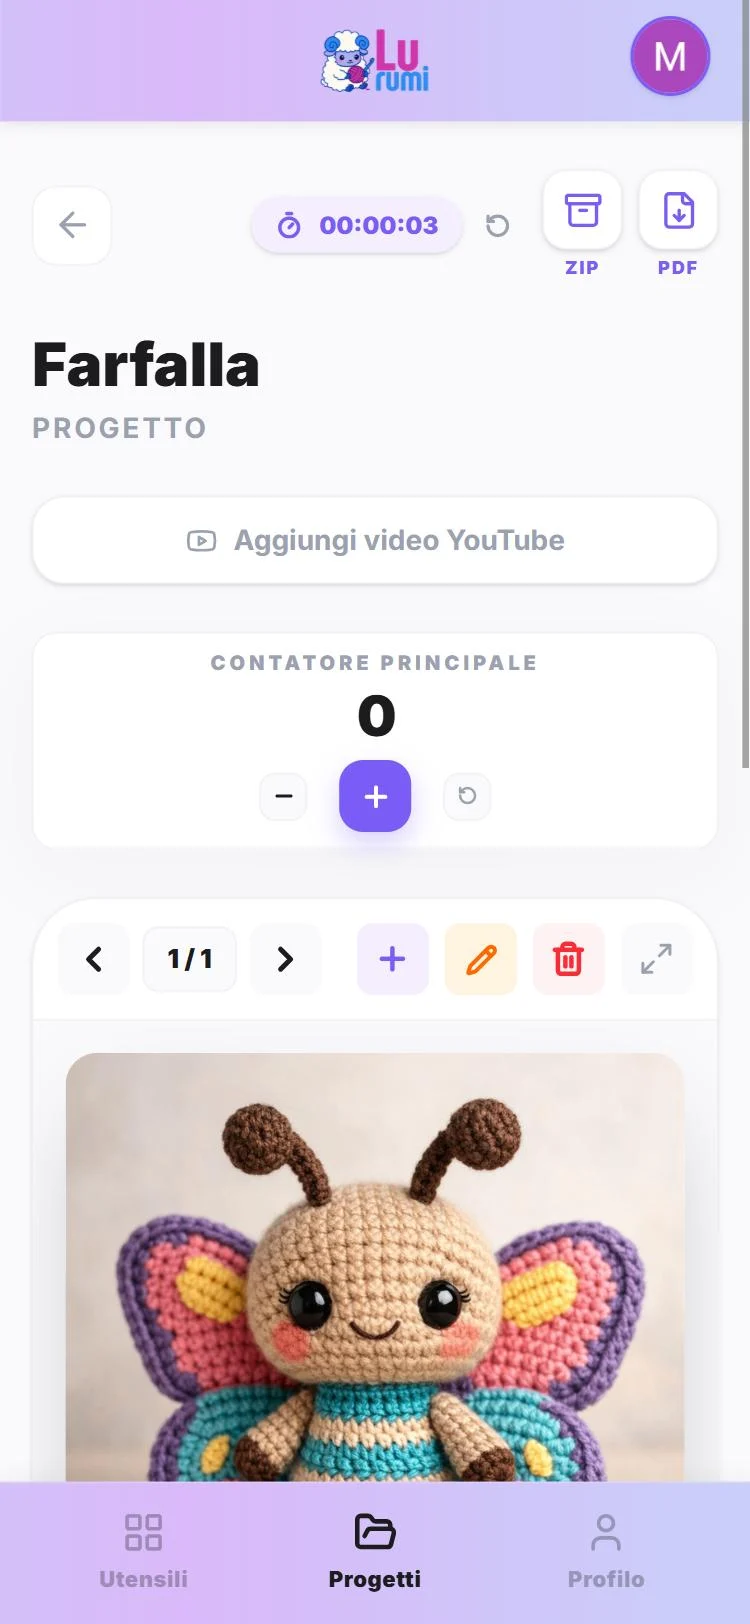 Lu
rumi
M
00:00:03
ZIP
PDF
Farfalla
PROGETTO
Aggiungi video YouTube
CONTATORE PRINCIPALE
0
1/1
Utensili
Progetti
Profilo